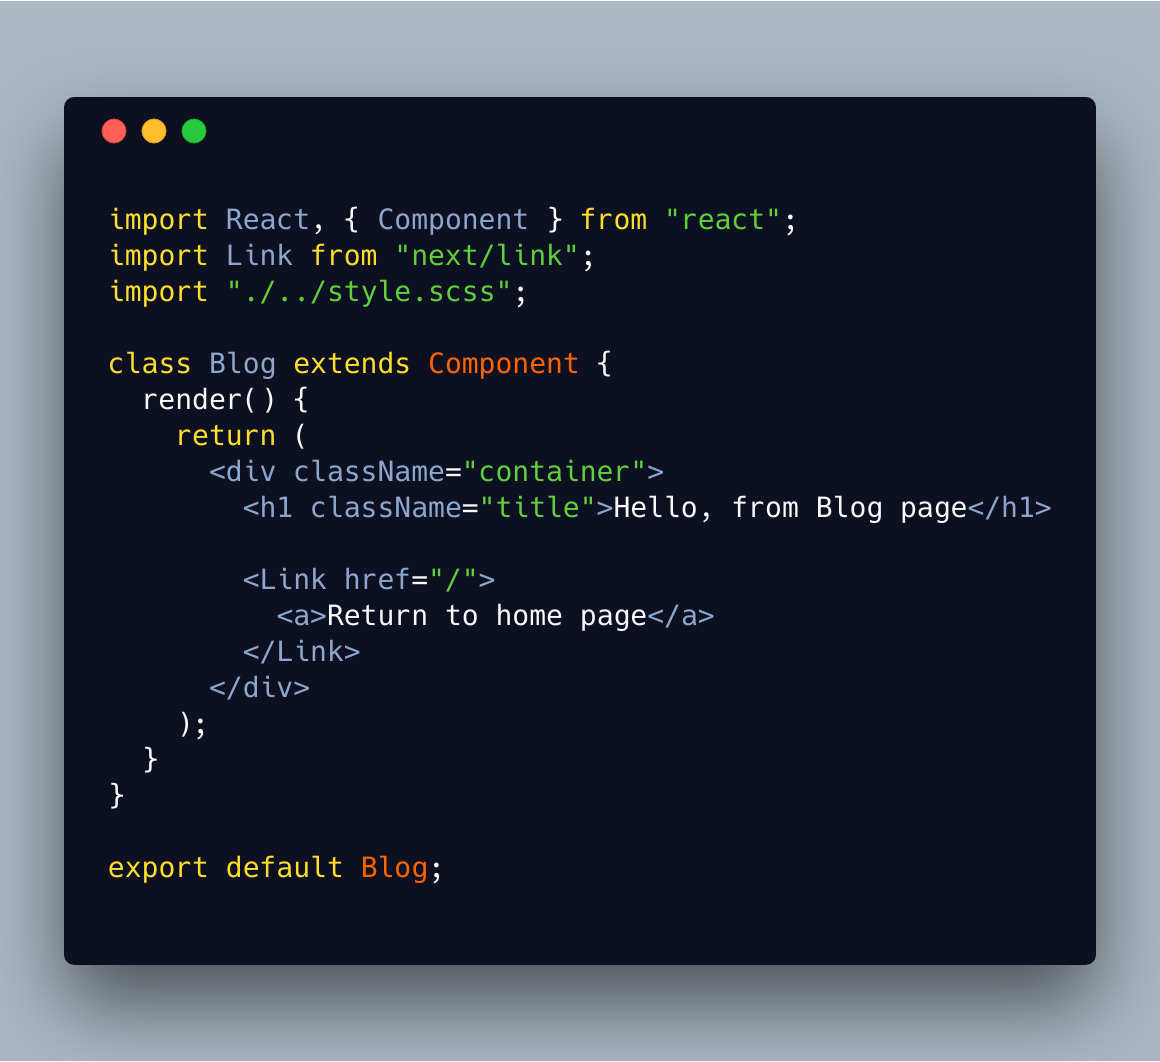 import React, { Component } from "react";
import Link from "next/link";
import "./../style.scss";

class Blog extends Component {
  render() {
    return (
      <div className="container">
        <h1 className="title">Hello, from Blog page</h1>

        <Link href="/">
          <a>Return to home page</a>
        </Link>
      </div>
    );
  }
}

export default Blog;